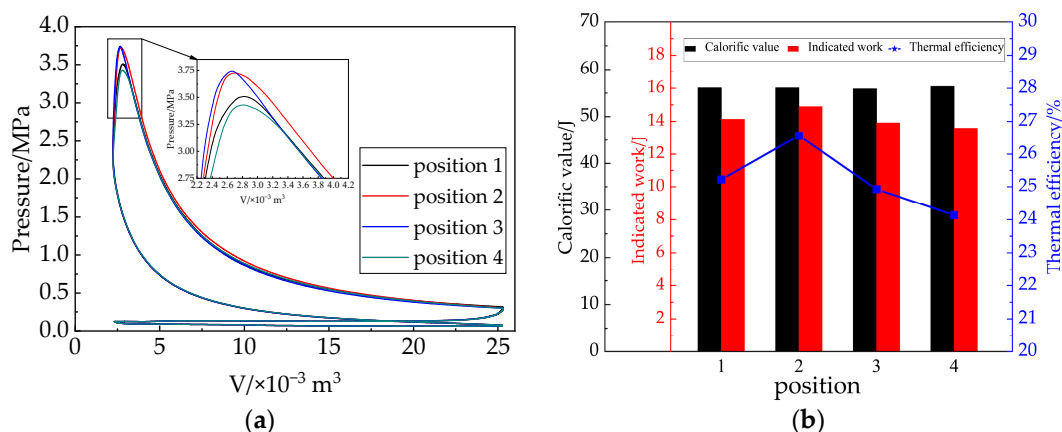 (a)
Pressure/MPa
4.0
3.5
3.0
2.5
2.0
1.5
1.0
0.5
0.0
0 5 10 15 20 25
V/×10⁻³ m³
Pressure/MPa
3.75
3.50
3.25
3.00
2.75
2.2 2.4 2.6 2.8 3.0 3.2 3.4 3.6 3.8 4.0 4.2
V/×10⁻³ m³
position 1
position 2
position 3
position 4
(b)
Calorific value/J
70
60
50
40
30
20
10
0
Indicated work/J
18
16
14
12
10
8
6
4
2
Calorific value Indicated work Thermal efficiency
Thermal efficiency/%
30
29
28
27
26
25
24
23
22
21
20
1 2 3 4
position